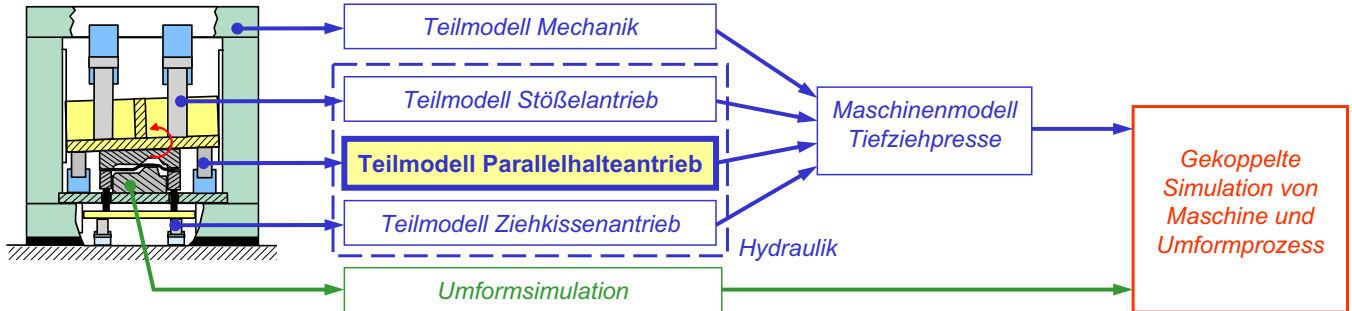 Teilmodell Mechanik
Teilmodell Stößelantrieb
Teilmodell Parallelhalteantrieb
Teilmodell Ziehkissenantrieb
Hydraulik
Umformsimulation
Maschinenmodell
Tiefziehpresse
Gekoppelte
Simulation von
Maschine und
Umformprozess